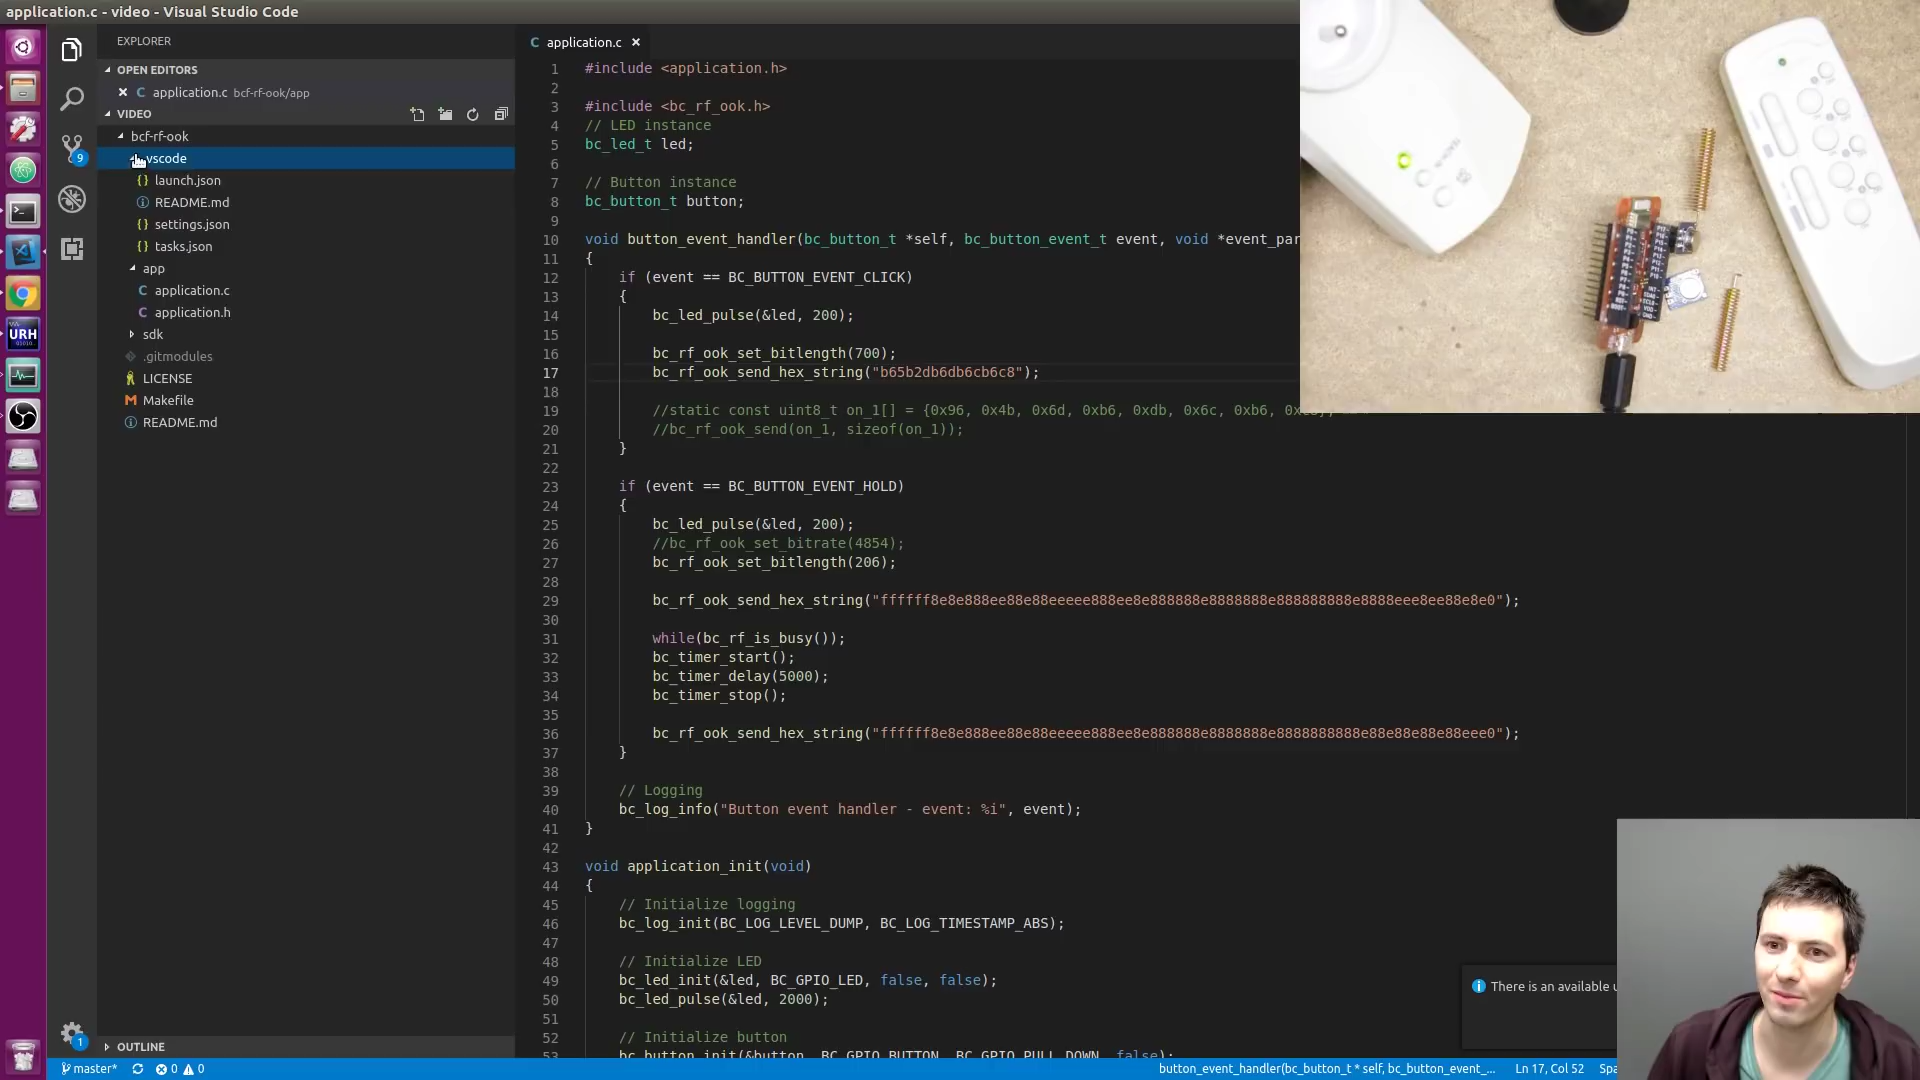 application.c - video - Visual Studio Code
EXPLORER
OPEN EDITORS
application.c bcf-rf-ook/app
VIDEO
bcf-rf-ook
vscode
launch.json
README.md
settings.json
tasks.json
app
application.c
application.h
sdk
.gitmodules
LICENSE
Makefile
README.md
OUTLINE
9
URH
1
application.c
1 #include <application.h>
2
3 #include <bc_rf_ook.h>
4 // LED instance
5 bc_led_t led;
6
7 // Button instance
8 bc_button_t button;
9
10 void button_event_handler(bc_button_t *self, bc_button_event_t event, void *event_par
11 {
12 if (event == BC_BUTTON_EVENT_CLICK)
13 {
14 bc_led_pulse(&led, 200);
15
16 bc_rf_ook_set_bitlength(700);
17 bc_rf_ook_send_hex_string("b65b2db6db6cb6c8");
18
19 //static const uint8_t on_1[] = {0x96, 0x4b, 0x6d, 0xb6, 0xdb, 0x6c, 0xb6,
20 //bc_rf_ook_send(on_1, sizeof(on_1));
21 }
22
23 if (event == BC_BUTTON_EVENT_HOLD)
24 {
25 bc_led_pulse(&led, 200);
26 //bc_rf_ook_set_bitrate(4854);
27 bc_rf_ook_set_bitlength(206);
28
29 bc_rf_ook_send_hex_string("ffffff8e8e888ee88e88eeeee888ee8e888888e8888888e888888888e8888eee8ee88e8e0");
30
31 while(bc_rf_is_busy());
32 bc_timer_start();
33 bc_timer_delay(5000);
34 bc_timer_stop();
35
36 bc_rf_ook_send_hex_string("ffffff8e8e888ee88e88eeeee888ee8e888888e8888888e8888888888e88e88e88e88eee0");
37 }
38
39 // Logging
40 bc_log_info("Button event handler - event: %i", event);
41 }
42
43 void application_init(void)
44 {
45 // Initialize logging
46 bc_log_init(BC_LOG_LEVEL_DUMP, BC_LOG_TIMESTAMP_ABS);
47
48 // Initialize LED
49 bc_led_init(&led, BC_GPIO_LED, false, false);
50 bc_led_pulse(&led, 2000);
51
52 // Initialize button
53 bc_button_init(&button, BC_GPIO_BUTTON, BC_GPIO_PULL_DOWN, false);
There is an available u
master* 0 0
button_event_handler(bc_button_t * self, bc_button_event_... Ln 17, Col 52 Spa